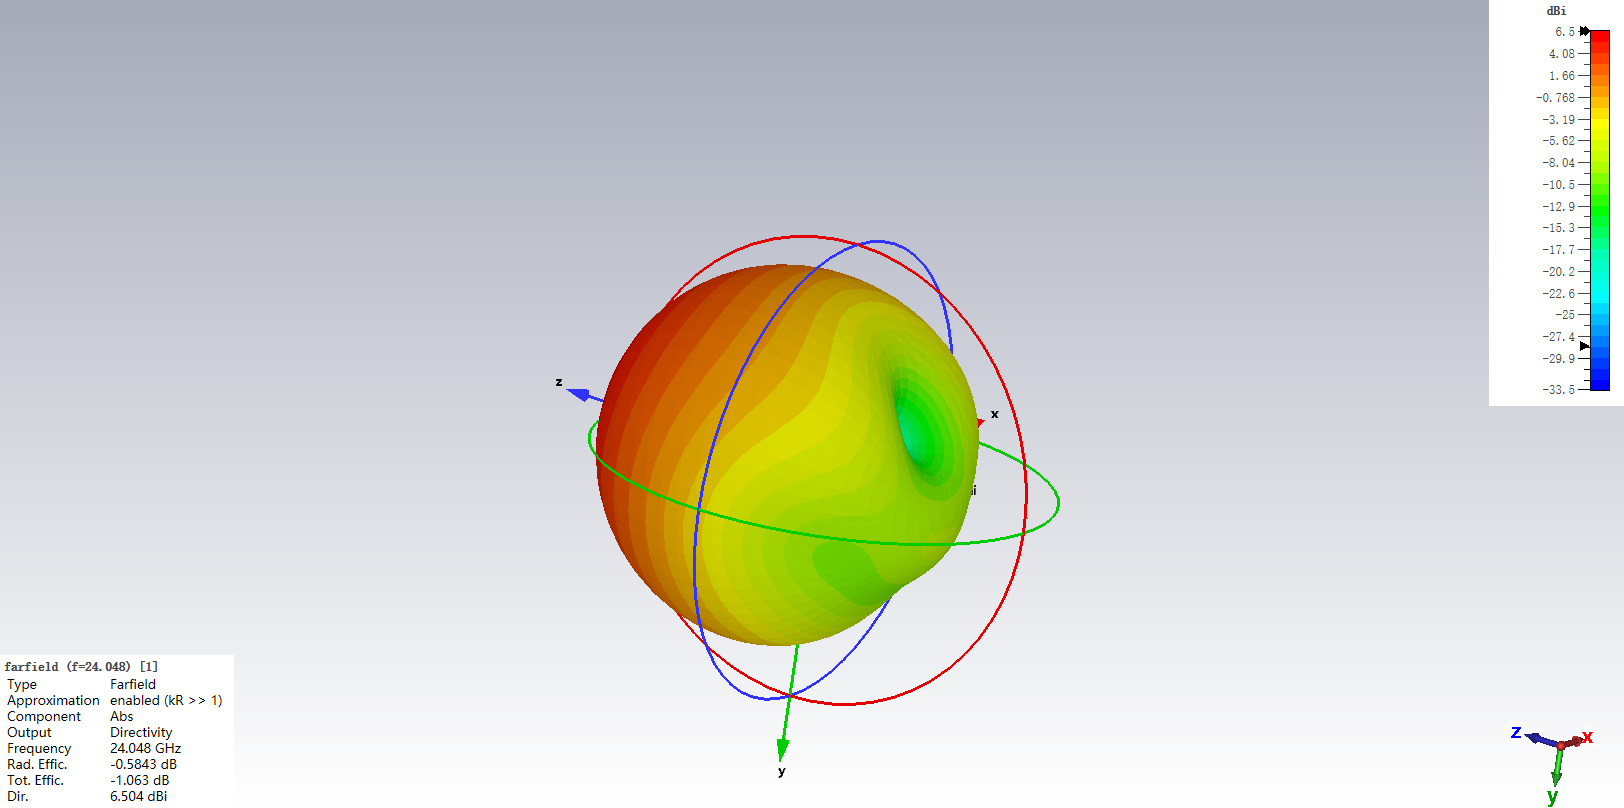 dBi
6.5
4.08
1.66
-0.768
-3.19
-5.62
-8.04
-10.5
-12.9
-15.3
-17.7
-20.2
-22.6
-25
-27.4
-29.9
-33.5
z
x
i
y
farfield (f=24.048) [1]
Type Farfield
Approximation enabled (kR >> 1)
Component Abs
Output Directivity
Frequency 24.048 GHz
Rad. Effic. -0.5843 dB
Tot. Effic. -1.063 dB
Dir. 6.504 dBi
z x
y